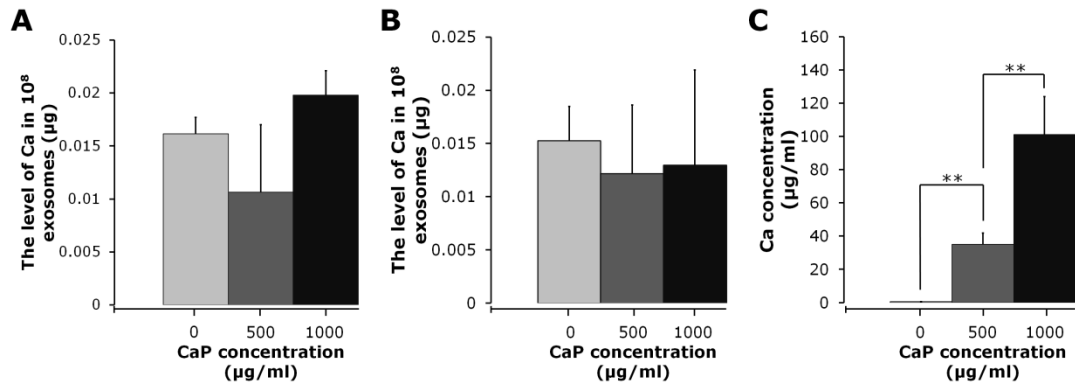 A
The level of Ca in 10⁸
exosomes (µg)
0.025
0.02
0.015
0.01
0.005
0
0 500 1000
CaP concentration
(µg/ml)
B
The level of Ca in 10⁸
exosomes (µg)
0.025
0.02
0.015
0.01
0.005
0
0 500 1000
CaP concentration
(µg/ml)
C
Ca concentration
(µg/ml)
160
140
120
100
80
60
40
20
0
**
**
0 500 1000
CaP concentration
(µg/ml)